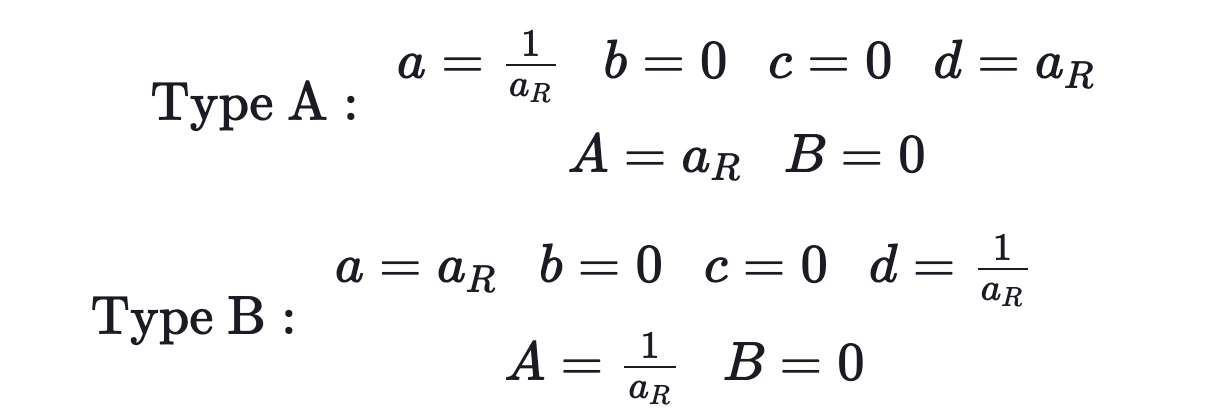 Type A : a = 1/a_R b = 0 c = 0 d = a_R
A = a_R B = 0
Type B : a = a_R b = 0 c = 0 d = 1/a_R
A = 1/a_R B = 0